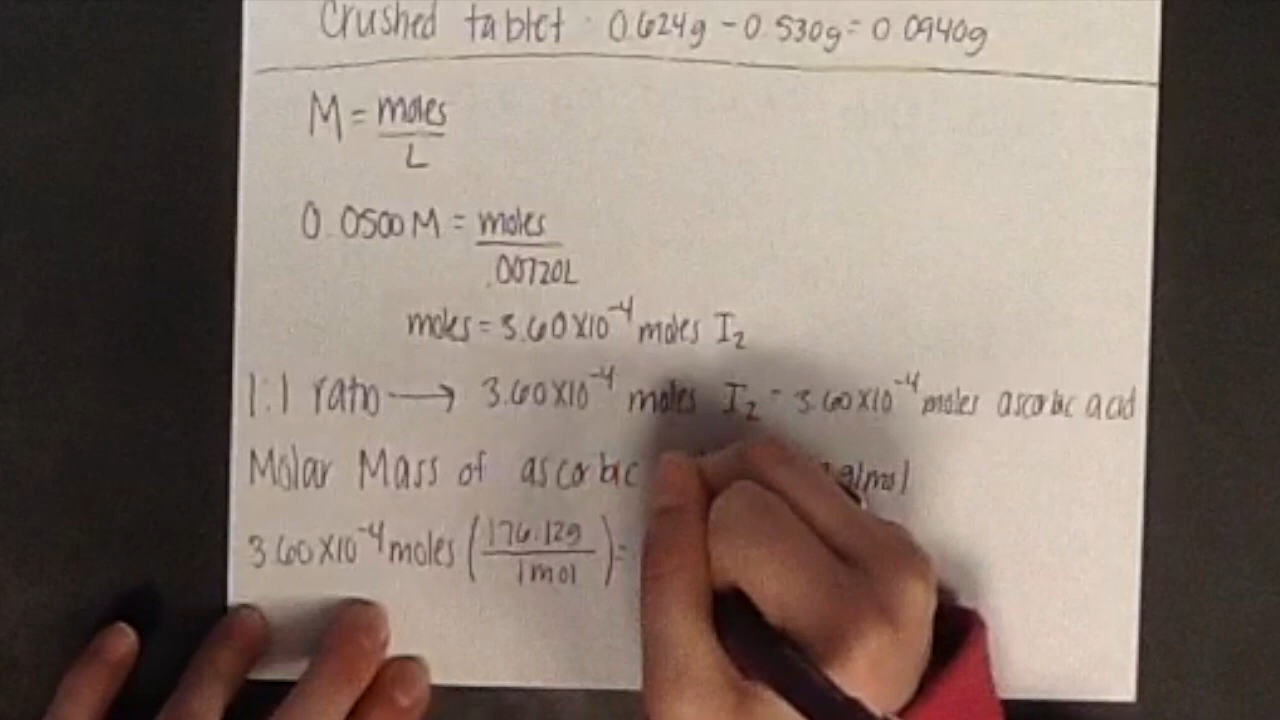 Crushed tablet: 0.624g - 0.530g = 0.0940g
M = moles
L
0.0500M = moles
.00720L
moles = 3.60x10⁻⁴ moles I₂
1:1 ratio → 3.60x10⁻⁴ moles I₂ = 3.60x10⁻⁴ moles ascorbic acid
Molar Mass of ascorbic g/mol
3.60x10⁻⁴ moles (176.12g
1mol) =